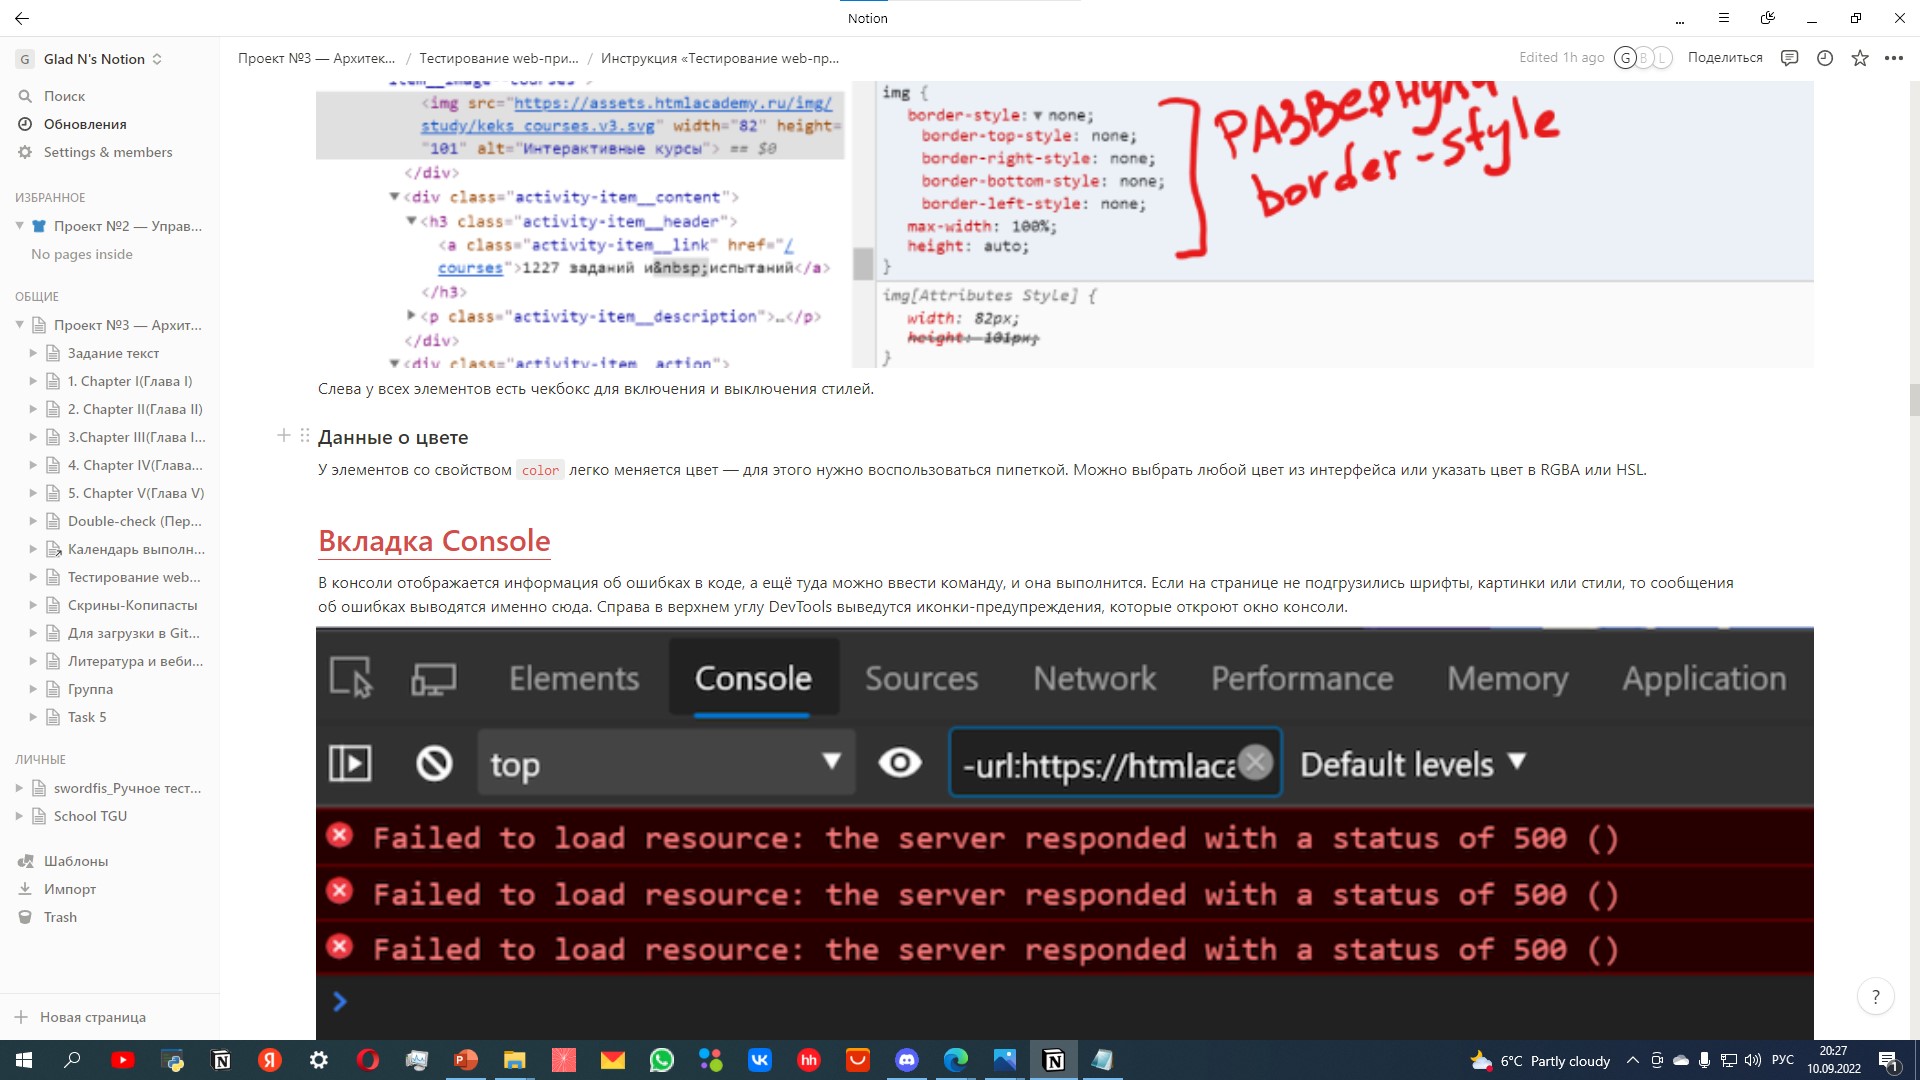 Notion
G Glad N's Notion
Проект №3 — Архитек... / Тестирование web-при... / Инструкция «Тестирование web-пр...
Edited 1h ago G B L Поделиться
Поиск
Обновления
Settings & members
ИЗБРАННОЕ
Проект №2 — Управ...
No pages inside
ОБЩИЕ
Проект №3 — Архит...
Задание текст
1. Chapter I(Глава I)
2. Chapter II(Глава II)
3.Chapter III(Глава I...
4. Chapter IV(Глава...
5. Chapter V(Глава V)
Double-check (Пер...
Календарь выполн...
Тестирование web...
Скрины-Копипасты
Для загрузки в Git...
Литература и веби...
Группа
Task 5
ЛИЧНЫЕ
swordfis_Ручное тест...
School TGU
Шаблоны
Импорт
Trash
Новая страница
<img src="https://assets.htmlacademy.ru/img/
study/keks_courses.v3.svg" width="82" height=
"101" alt="Интерактивные курсы"> == $0
</div>
<div class="activity-item__content">
<h3 class="activity-item__header">
<a class="activity-item__link" href="/
courses">1227 заданий и&nbsp;испытаний</a>
</h3>
<p class="activity-item__description">…</p>
</div>
<div class="activity-item__action">
img {
border-style: none;
border-top-style: none;
border-right-style: none;
border-bottom-style: none;
border-left-style: none;
max-width: 100%;
height: auto;
}
img[Attributes Style] {
width: 82px;
height: 101px;
}
РАЗВЕРНУЛИ
border-style
Слева у всех элементов есть чекбокс для включения и выключения стилей.
Данные о цвете
У элементов со свойством color легко меняется цвет — для этого нужно воспользоваться пипеткой. Можно выбрать любой цвет из интерфейса или указать цвет в RGBA или HSL.
Вкладка Console
В консоли отображается информация об ошибках в коде, а ещё туда можно ввести команду, и она выполнится. Если на странице не подгрузились шрифты, картинки или стили, то сообщения
об ошибках выводятся именно сюда. Справа в верхнем углу DevTools выведутся иконки-предупреждения, которые откроют окно консоли.
Elements Console Sources Network Performance Memory Application
top -url:https://htmlaca Default levels
Failed to load resource: the server responded with a status of 500 ()
Failed to load resource: the server responded with a status of 500 ()
Failed to load resource: the server responded with a status of 500 ()
?
6°C Partly cloudy РУС 20:27
10.09.2022 1